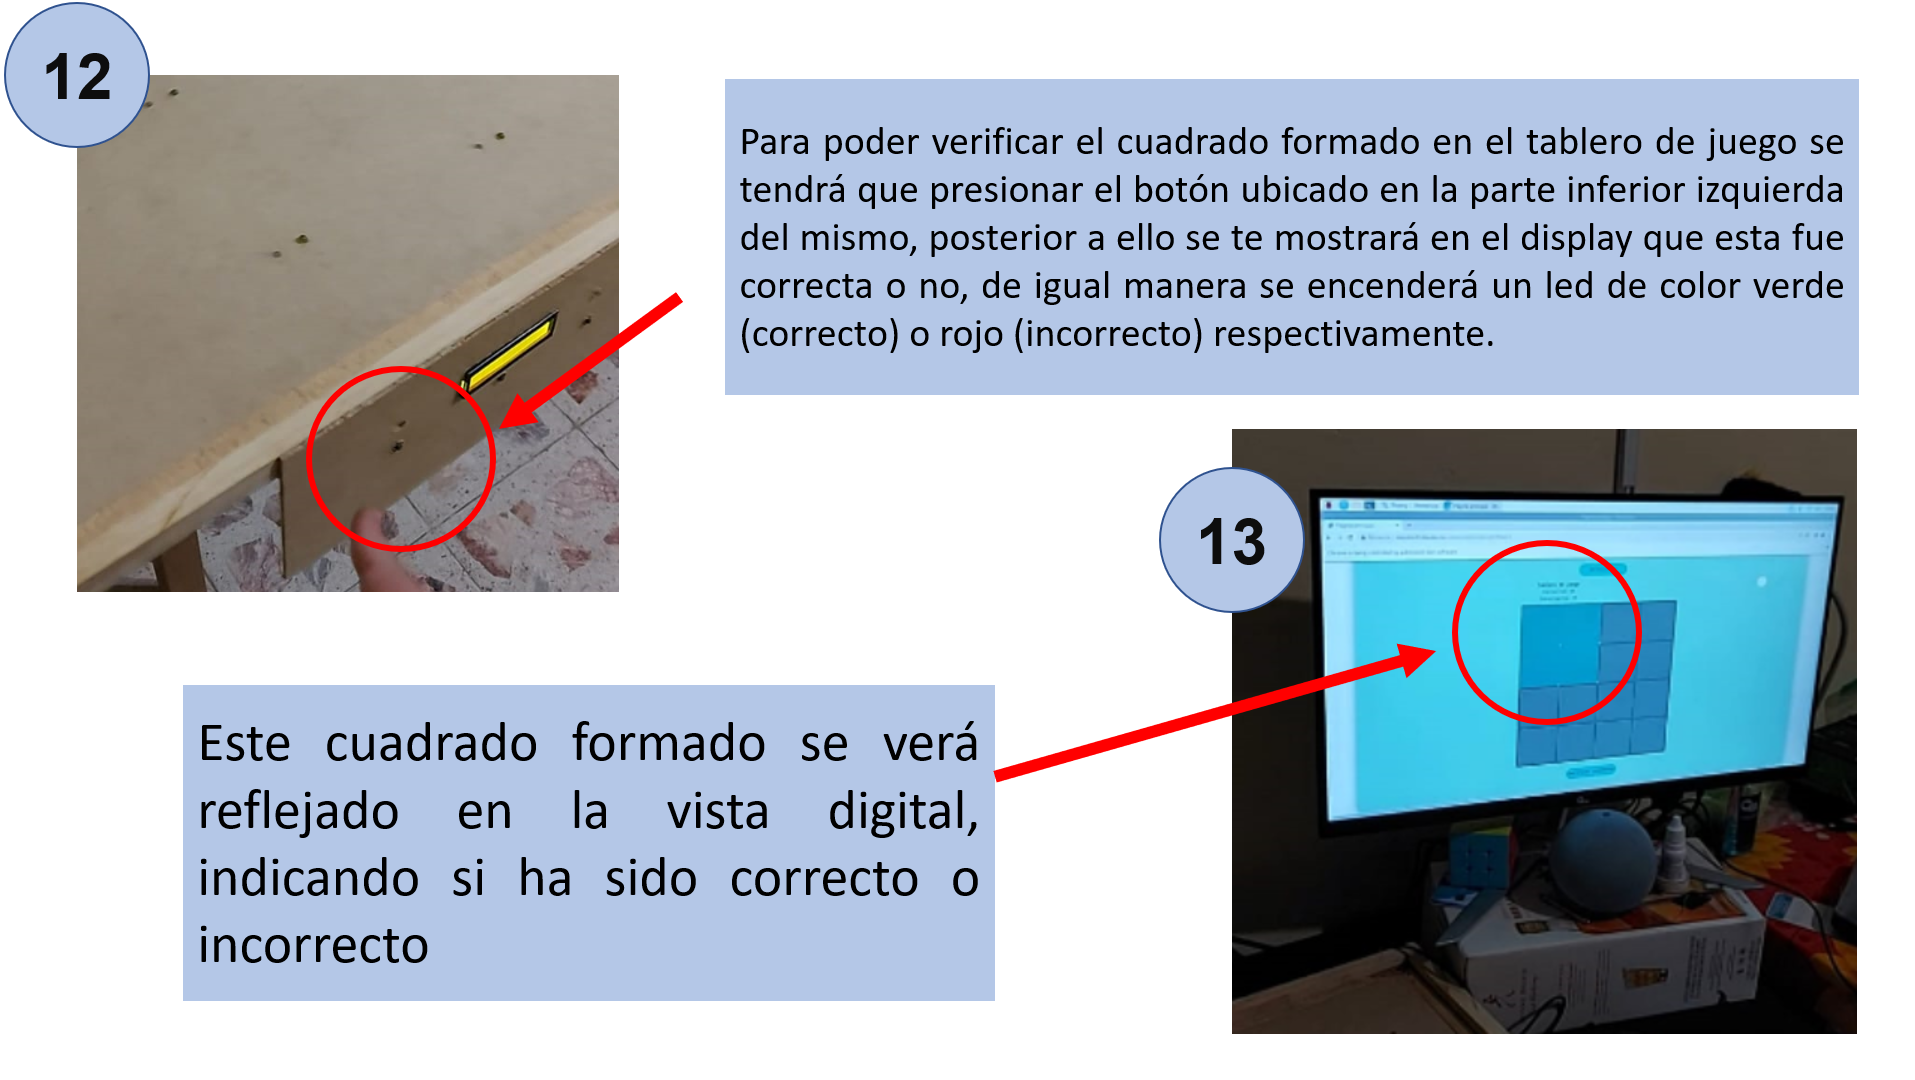 12
Para poder verificar el cuadrado formado en el tablero de juego se
tendrá que presionar el botón ubicado en la parte inferior izquierda
del mismo, posterior a ello se te mostrará en el display que esta fue
correcta o no, de igual manera se encenderá un led de color verde
(correcto) o rojo (incorrecto) respectivamente.
13
Este cuadrado formado se verá
reflejado en la vista digital,
indicando si ha sido correcto o
incorrecto